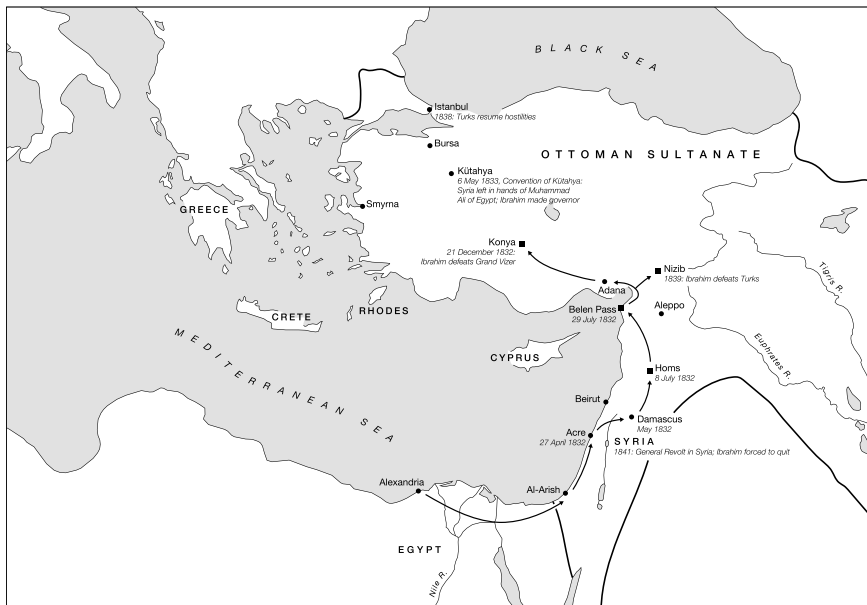 BLACK SEA
Istanbul
1838: Turks resume hostilities
Bursa
OTTOMAN SULTANATE
Kütahya
6 May 1833, Convention of Kütahya:
Syria left in hands of Muhammad
Ali of Egypt; Ibrahim made governor
GREECE
Smyrna
Konya
21 December 1832:
Ibrahim defeats Grand Vizer
Nizib
1839: Ibrahim defeats Turks
Tigris R.
Adana
RHODES
CRETE
Belen Pass
29 July 1832
Aleppo
MEDITERRANEAN SEA
CYPRUS
Euphrates R.
Homs
8 July 1832
Beirut
Damascus
May 1832
Acre
27 April 1832
SYRIA
1841: General Revolt in Syria; Ibrahim forced to quit
Alexandria
Al-Arish
EGYPT
Nile R.